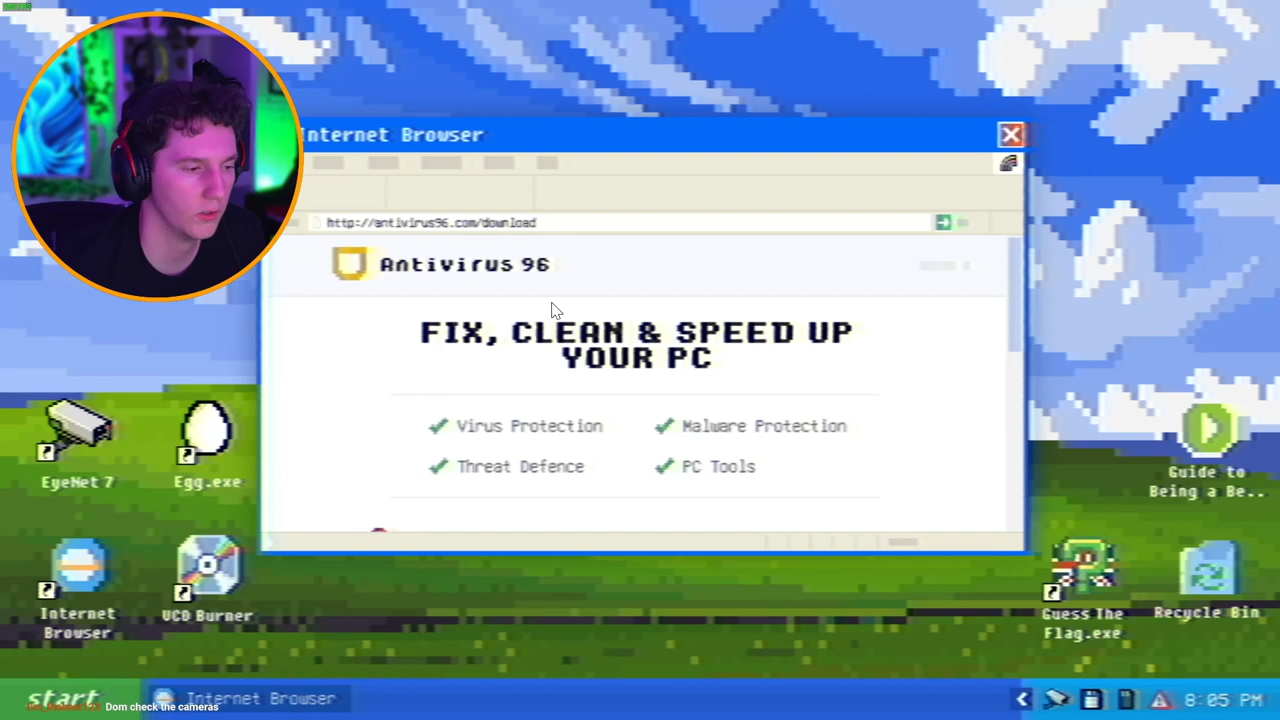 Internet Browser
http://antivirus96.com/download
Antivirus 96
FIX, CLEAN & SPEED UP
YOUR PC
Virus Protection
Malware Protection
Threat Defence
PC Tools
EyeNet 7
Egg.exe
Internet
Browser
VCD Burner
Guide to
Being a Be..
Guess The
Flag.exe
Recycle Bin
start
Internet Browser
8:05 PM
Dom check the cameras